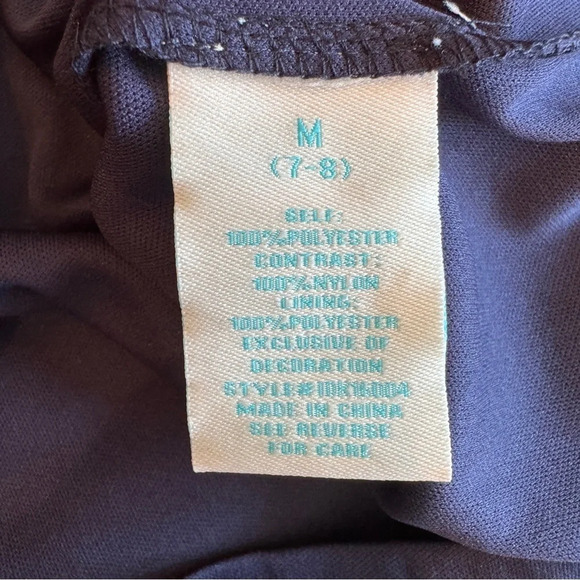 M
(7-8)
SELF:
100%POLYESTER
CONTRAST:
100%NYLON
LINING:
100%POLYESTER
EXCLUSIVE OF
DECORATION
MADE IN CHINA
SEE REVERSE
FOR CARE